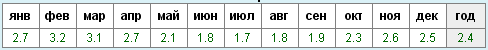 янв фев мар апр май июн июл авг сен окт ноя дек год
2.7 3.2 3.1 2.7 2.1 1.8 1.7 1.8 1.9 2.3 2.6 2.5 2.4